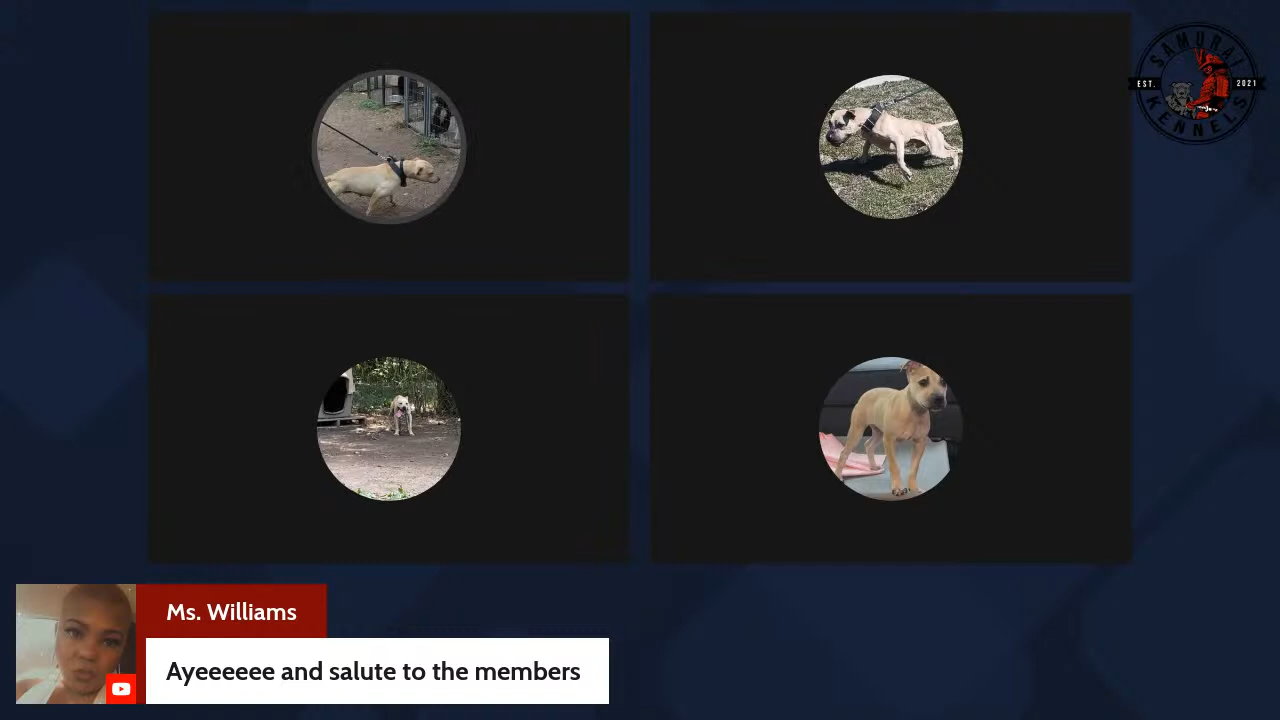 SAMURAI
EST. 2021
KENNELS
Ms. Williams
Ayeeeeee and salute to the members